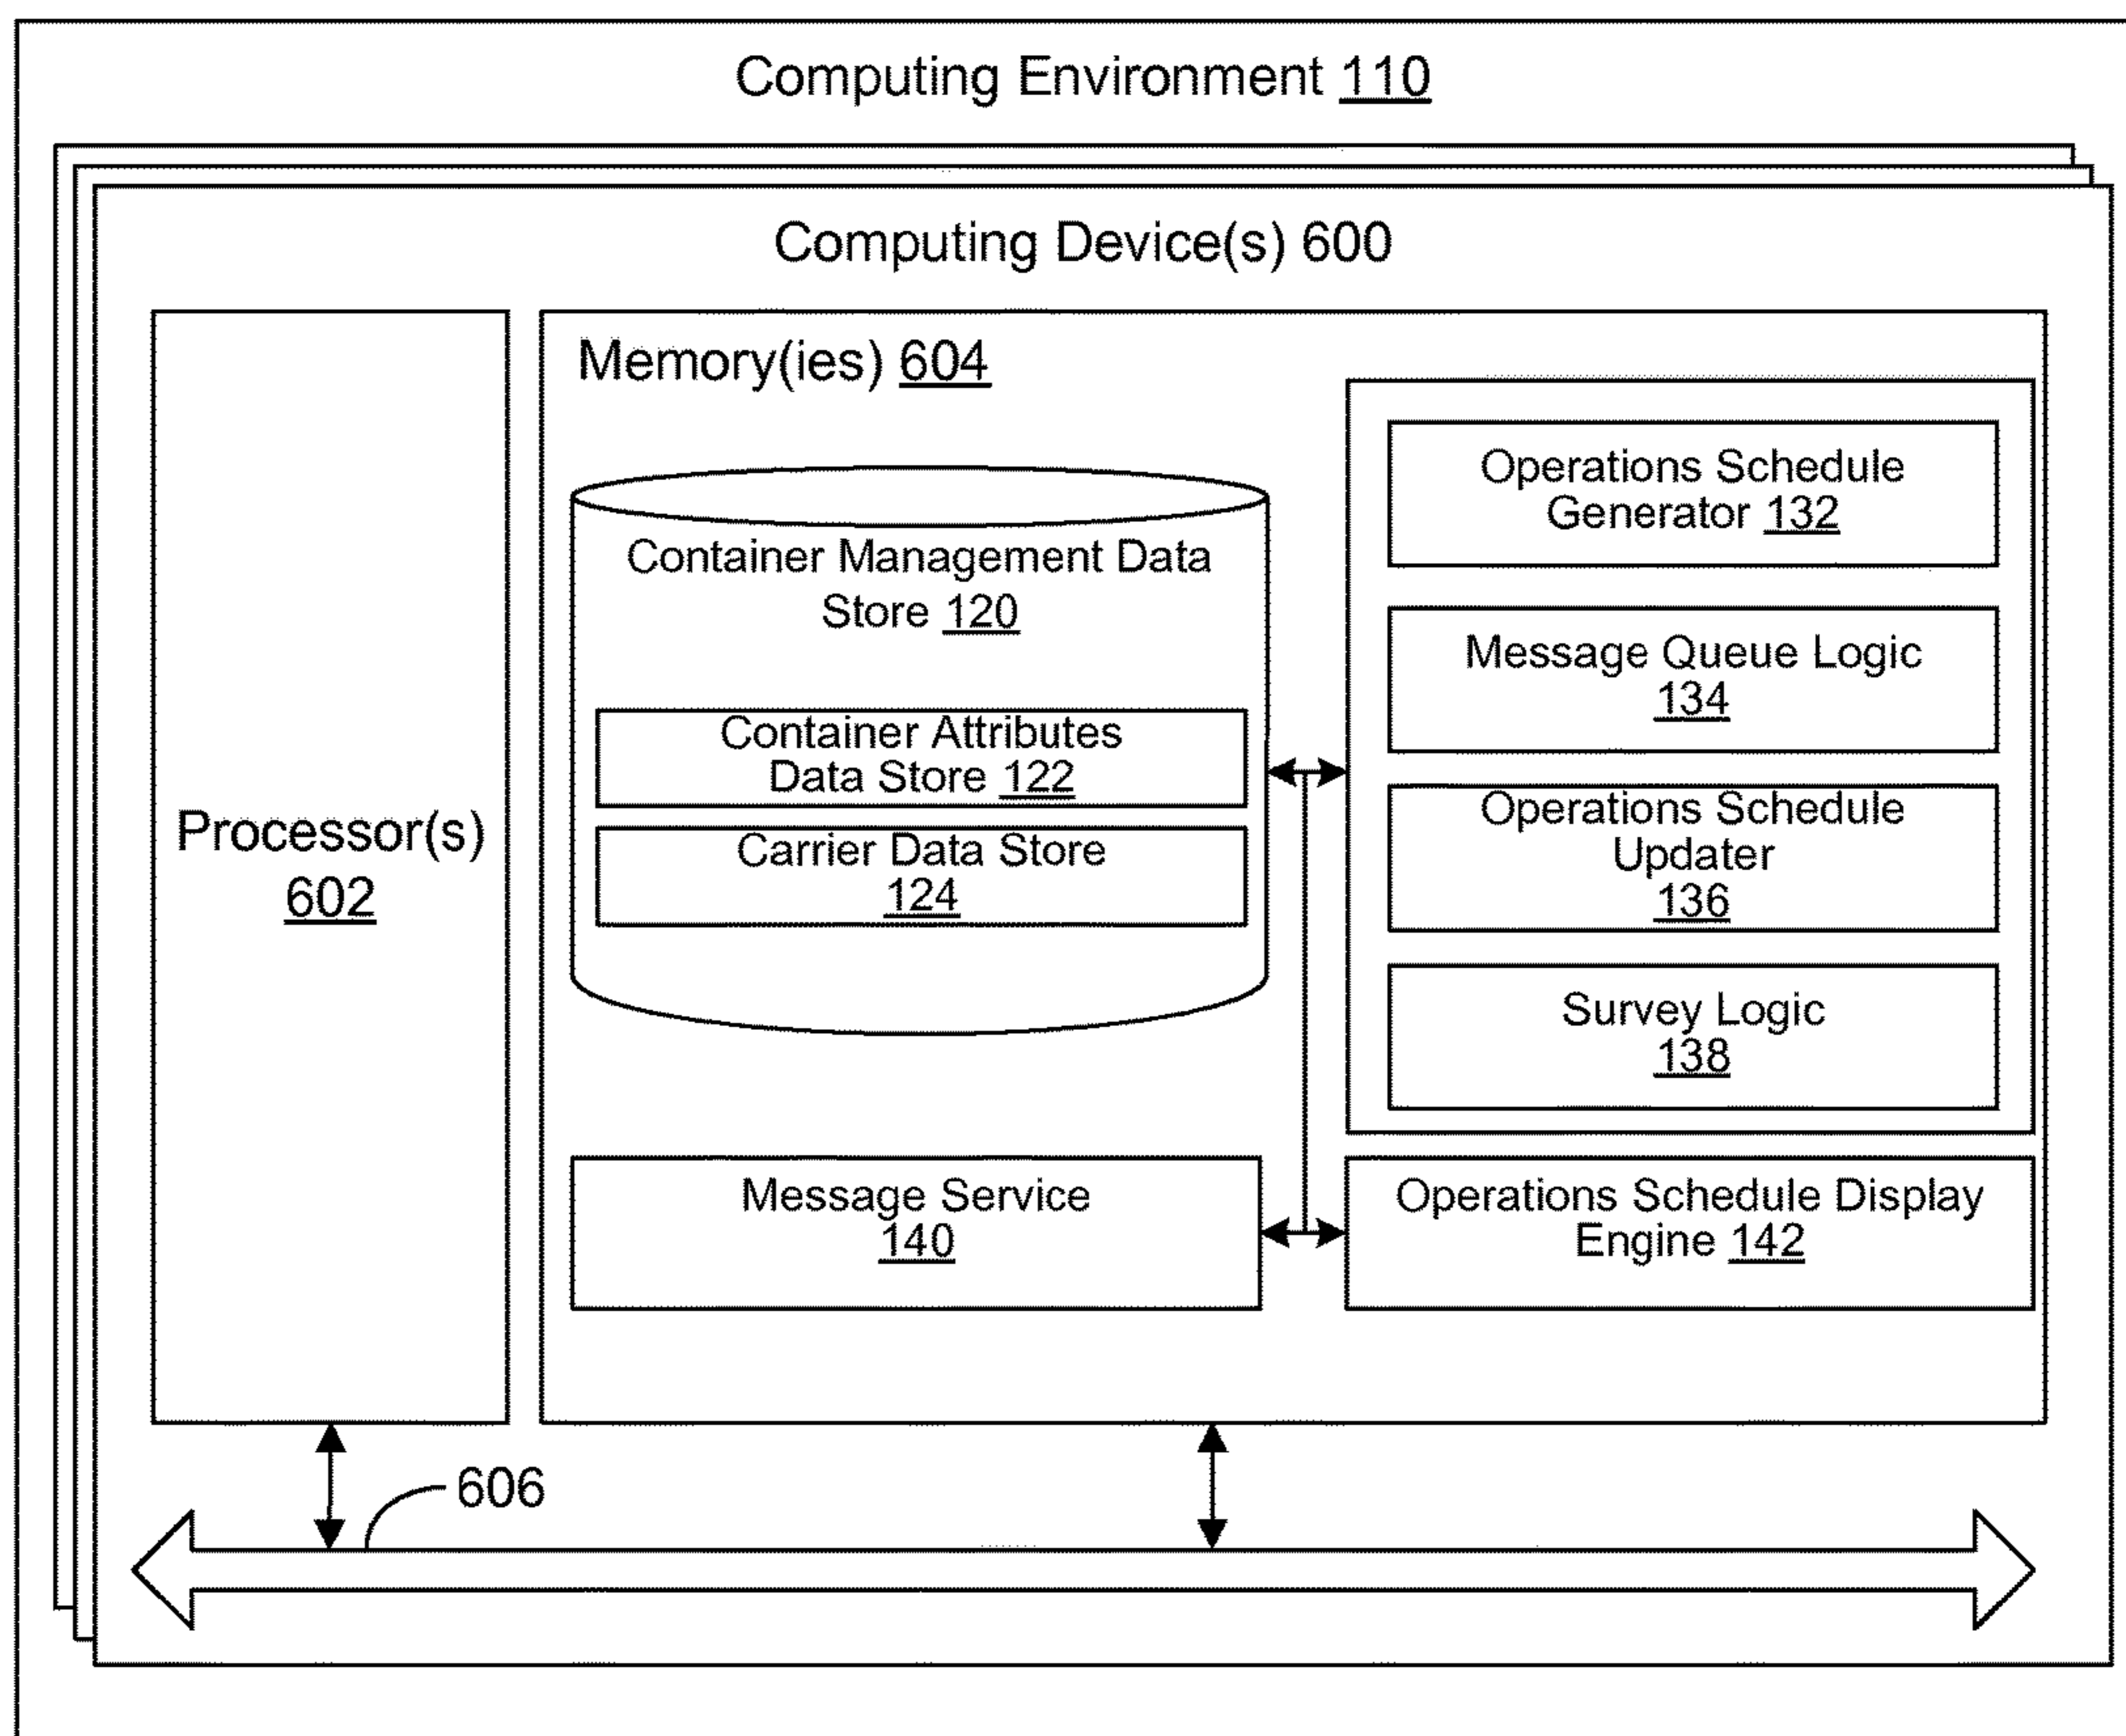 Computing Environment 110
Computing Device(s) 600
Processor(s)
602
Memory(ies) 604
Container Management Data
Store 120
Container Attributes
Data Store 122
Carrier Data Store
124
Operations Schedule
Generator 132
Message Queue Logic
134
Operations Schedule
Updater
136
Survey Logic
138
Message Service
140
Operations Schedule Display
Engine 142
606